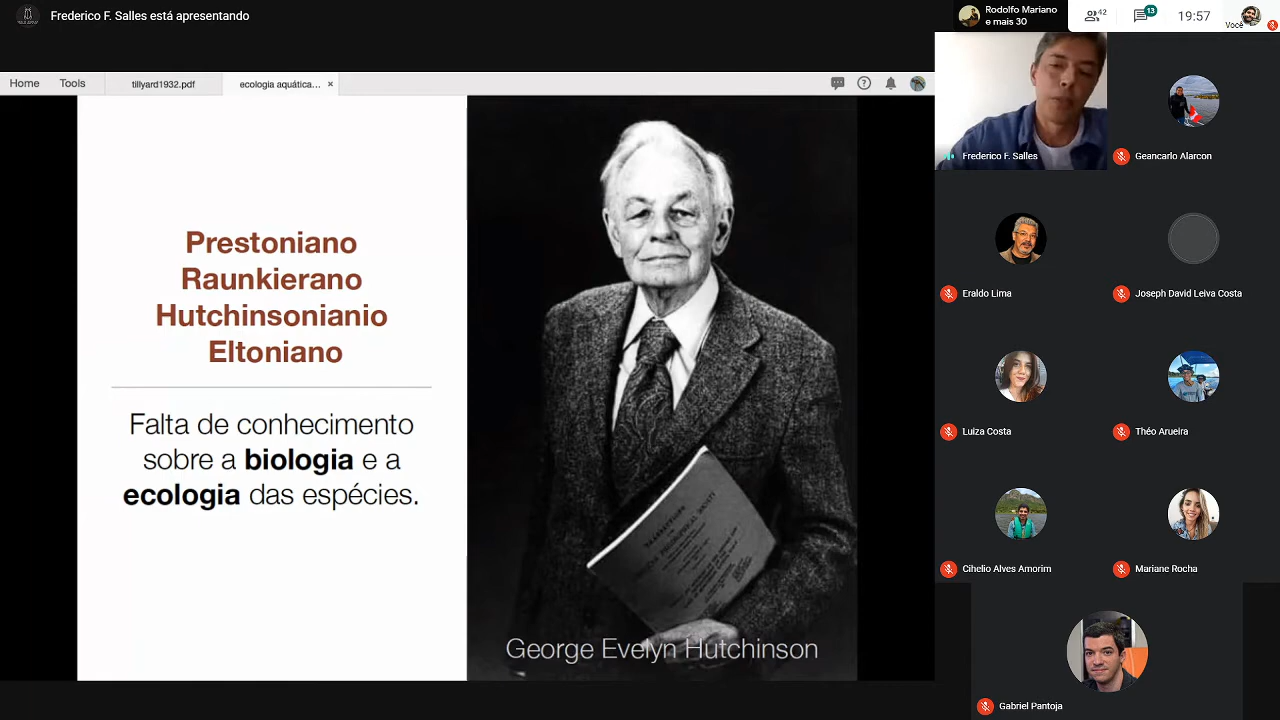 Frederico F. Salles está apresentando
Rodolfo Mariano
e mais 30
42
13
19:57
Você
Home
Tools
tillyard1932.pdf
ecologia aquática... ×
Prestoniano
Raunkierano
Hutchinsonianio
Eltoniano
Falta de conhecimento
sobre a biologia e a
ecologia das espécies.
George Evelyn Hutchinson
Frederico F. Salles
Geancarlo Alarcon
Eraldo Lima
Joseph David Leiva Costa
Luiza Costa
Théo Arueira
Cihelio Alves Amorim
Mariane Rocha
Gabriel Pantoja